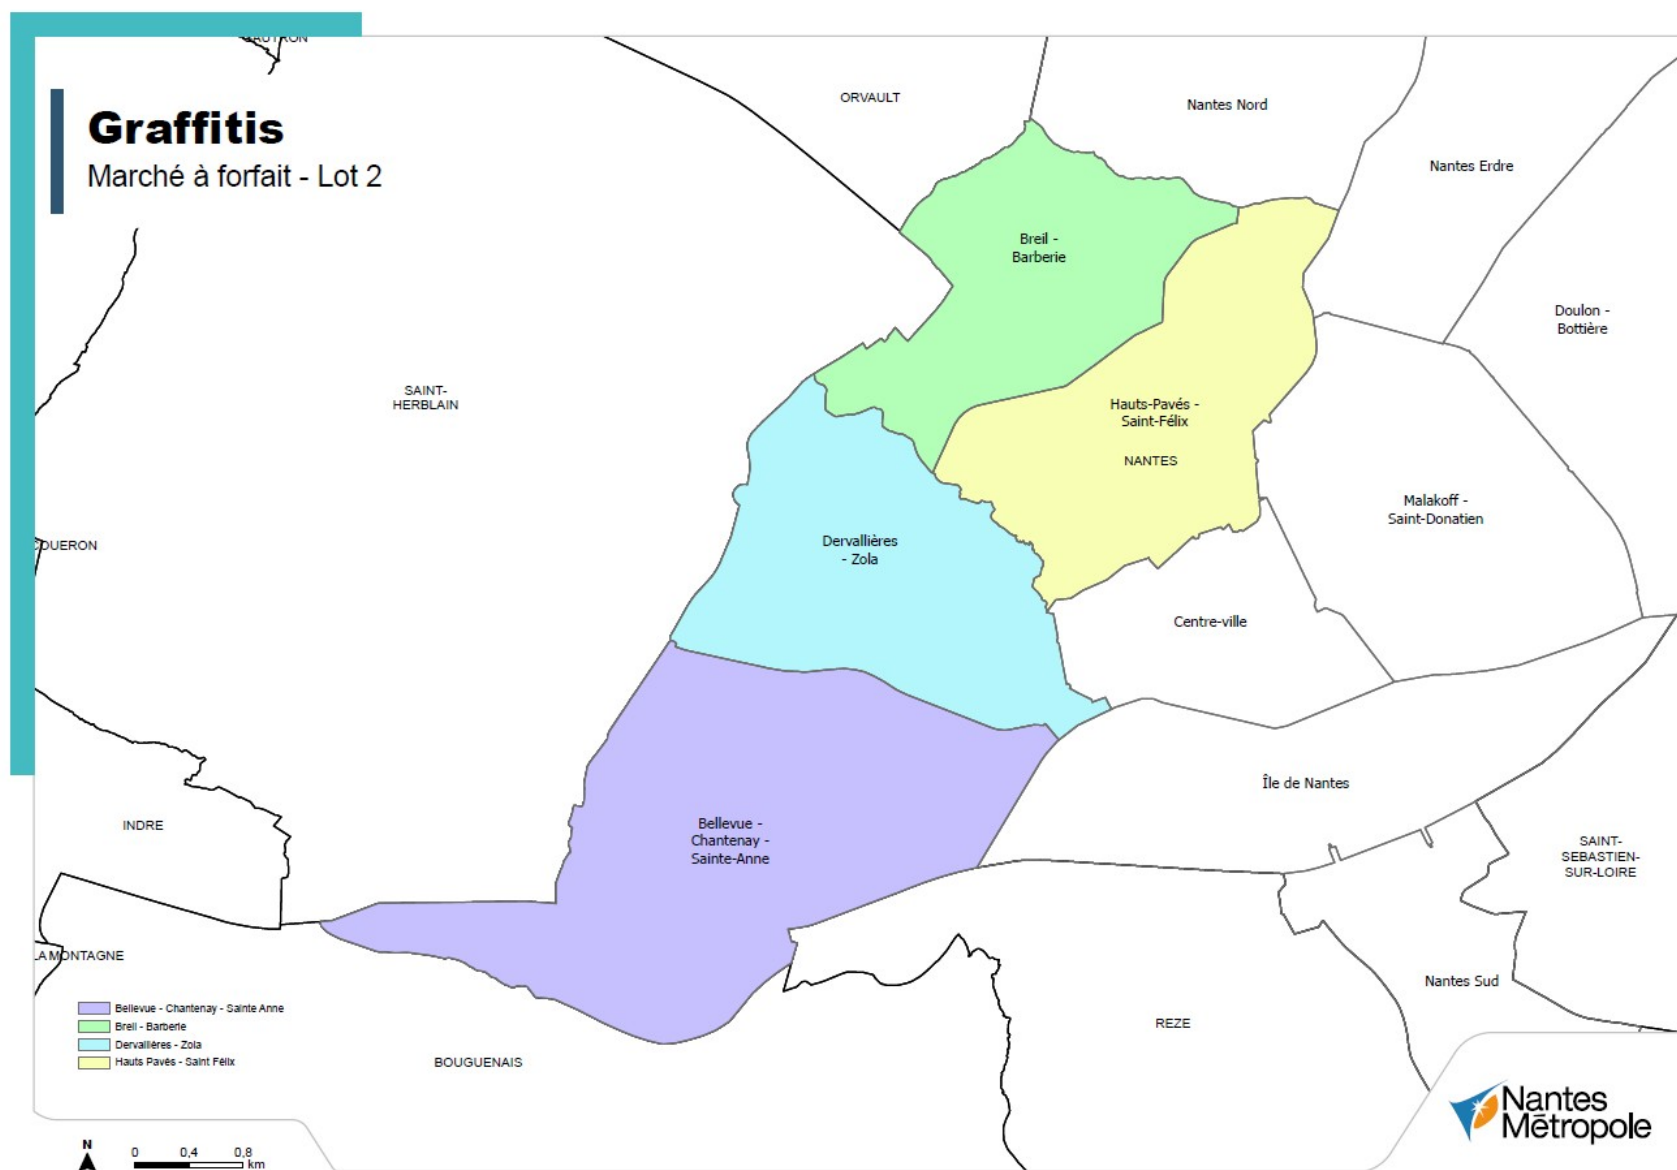 Graffitis
Marché à forfait - Lot 2
ORVAULT
Nantes Nord
Nantes Erdre
Breil -
Barberie
Doulon -
Bottière
SAINT-
HERBLAIN
Hauts-Pavés -
Saint-Félix
NANTES
Malakoff -
Saint-Donatien
COUERON
Dervallières
- Zola
Centre-ville
Île de Nantes
INDRE
Bellevue -
Chantenay -
Sainte-Anne
SAINT-
SEBASTIEN-
SUR-LOIRE
LA MONTAGNE
Nantes Sud
REZE
BOUGUENAIS
Bellevue - Chantenay - Sainte Anne
Breil - Barberie
Dervallières - Zola
Hauts Pavés - Saint Félix
Nantes
Métropole
N
0 0,4 0,8
km